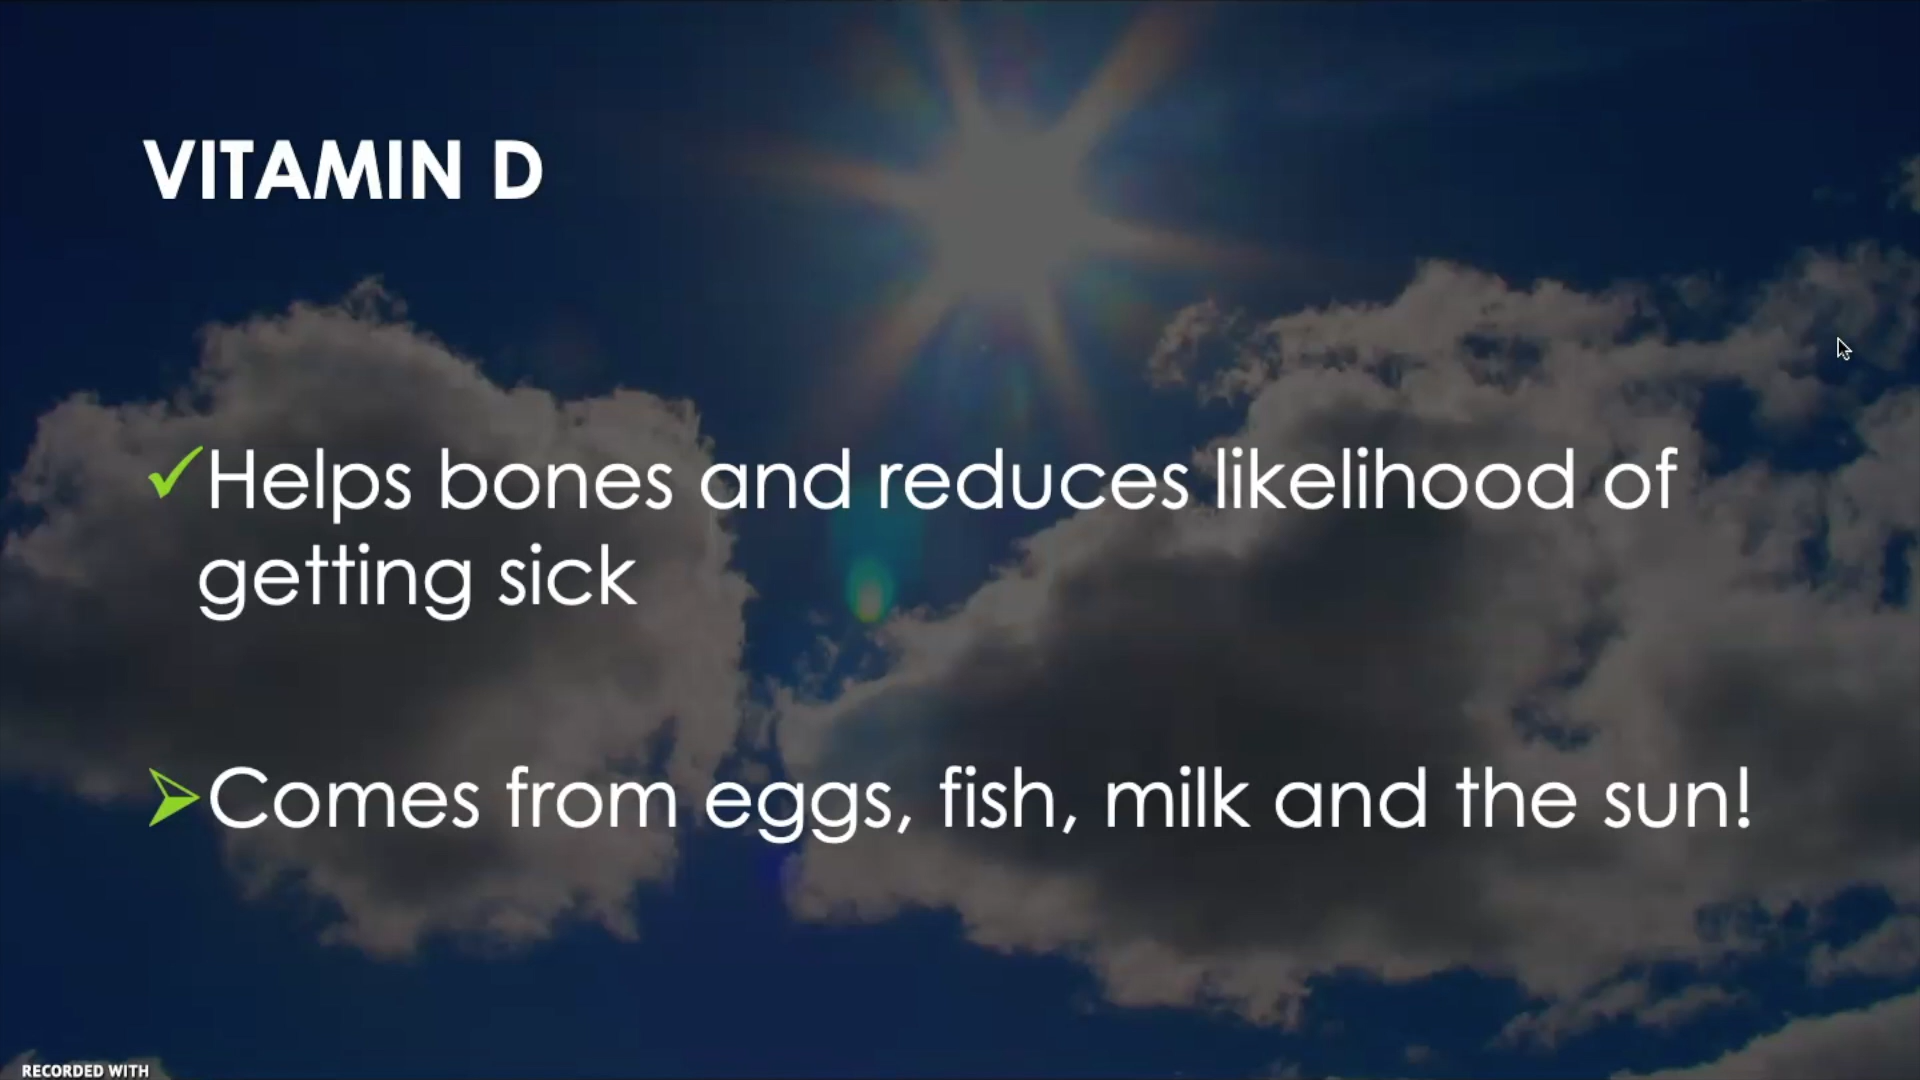 VITAMIN D
Helps bones and reduces likelihood of
getting sick
Comes from eggs, fish, milk and the sun!
RECORDED WITH